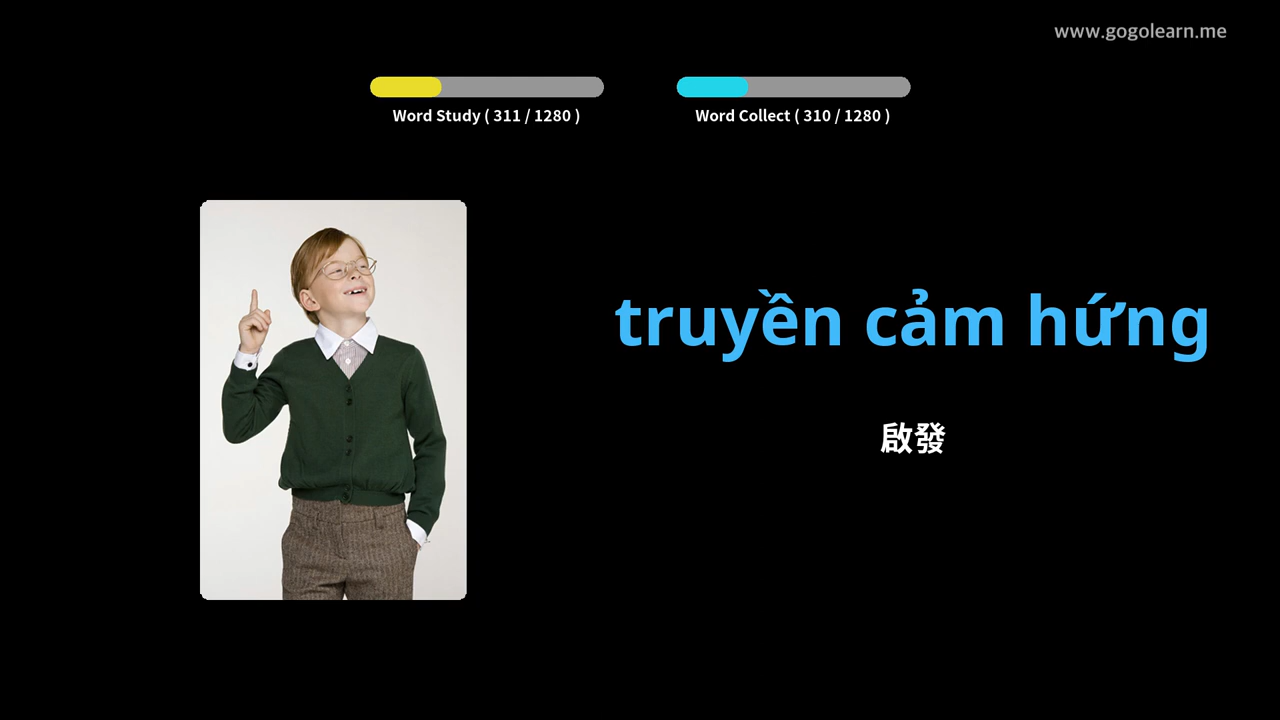 www.gogolearn.me
Word Study ( 311 / 1280 )
Word Collect ( 310 / 1280 )
truyền cảm hứng
啟發